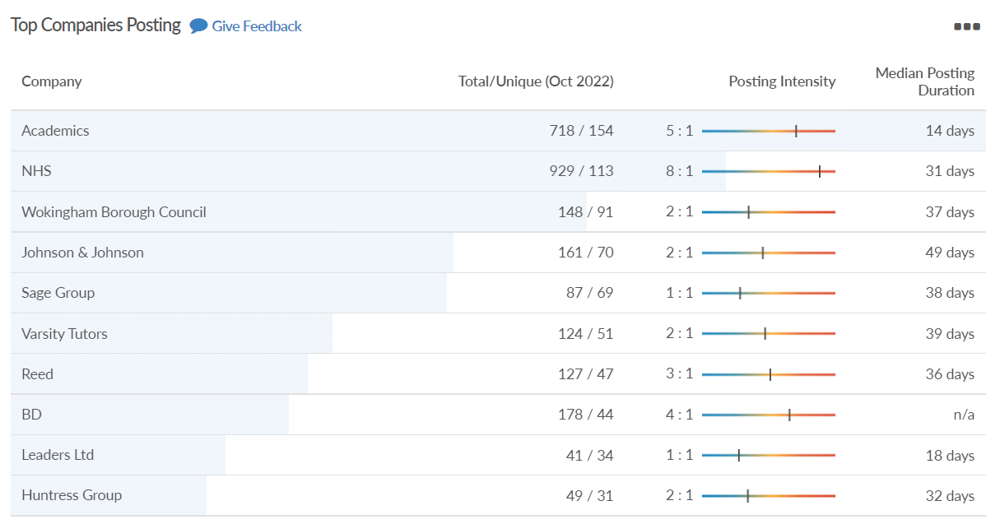 Top Companies Posting Give Feedback
Company Total/Unique (Oct 2022) Posting Intensity Median Posting Duration
Academics 718 / 154 5 : 1 14 days
NHS 929 / 113 8 : 1 31 days
Wokingham Borough Council 148 / 91 2 : 1 37 days
Johnson & Johnson 161 / 70 2 : 1 49 days
Sage Group 87 / 69 1 : 1 38 days
Varsity Tutors 124 / 51 2 : 1 39 days
Reed 127 / 47 3 : 1 36 days
BD 178 / 44 4 : 1 n/a
Leaders Ltd 41 / 34 1 : 1 18 days
Huntress Group 49 / 31 2 : 1 32 days